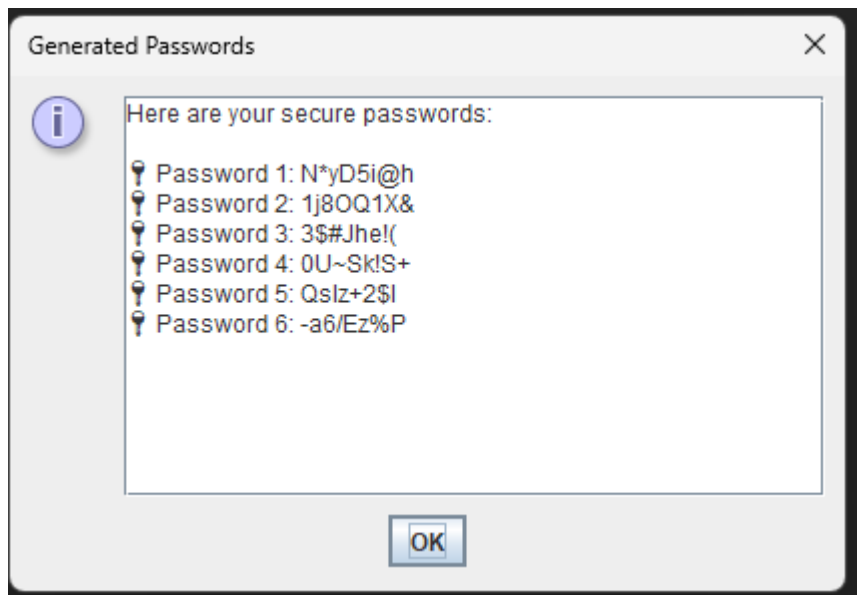 Generated Passwords
Here are your secure passwords:
Password 1: N*yD5i@h
Password 2: 1j8OQ1X&
Password 3: 3$#Jhe!(
Password 4: 0U~Sk!S+
Password 5: QsIz+2$I
Password 6: -a6/Ez%P
OK